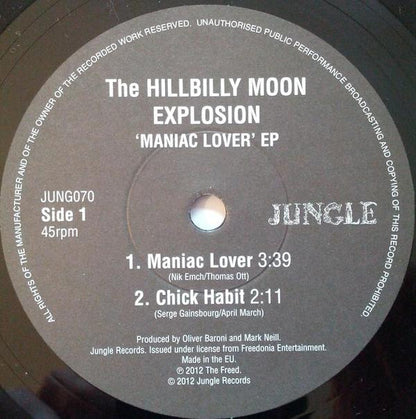 ALL RIGHTS OF THE MANUFACTURER AND OF THE OWNER OF THE RECORDED WORK RESERVED. UNAUTHORISED PUBLIC PERFORMANCE BROADCASTING AND COPYING OF THIS RECORD PROHIBITED.
The HILLBILLY MOON
EXPLOSION
‘MANIAC LOVER’ EP
JUNG070
Side 1
45rpm
JUNGLE
1. Maniac Lover 3:39
(Nik Emch/Thomas Ott)
2. Chick Habit 2:11
(Serge Gainsbourg/April March)
Produced by Oliver Baroni and Mark Neill.
Jungle Records. Issued under license from Freedonia Entertainment.
Made in the EU.
℗ 2012 The Freed.
© 2012 Jungle Records